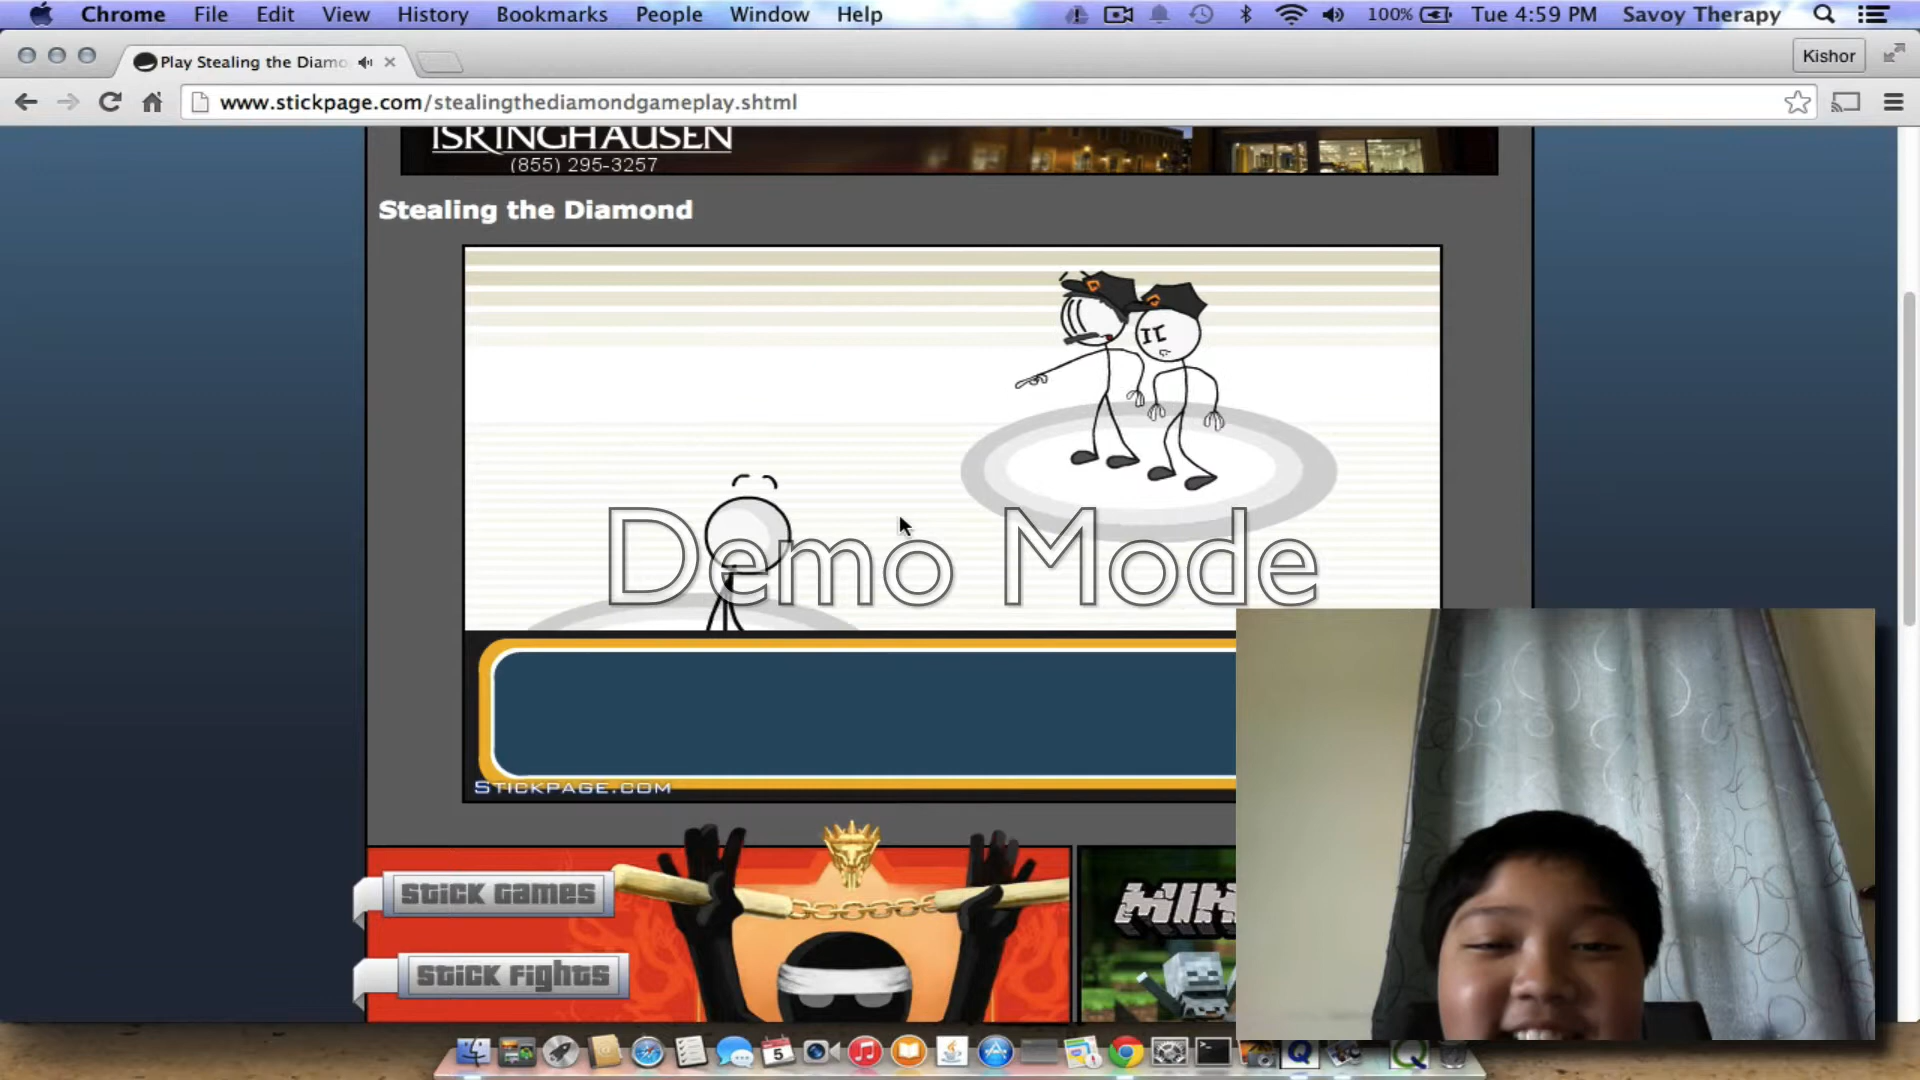 Chrome File Edit View History Bookmarks People Window Help 100% Tue 4:59 PM Savoy Therapy
Play Stealing the Diamo
Kishor
www.stickpage.com/stealingthediamondgameplay.shtml
ISRINGHAUSEN
(855) 295-3257
Stealing the Diamond
Demo Mode
STICKPAGE.COM
Stick Games
MIN
Stick Fights
5